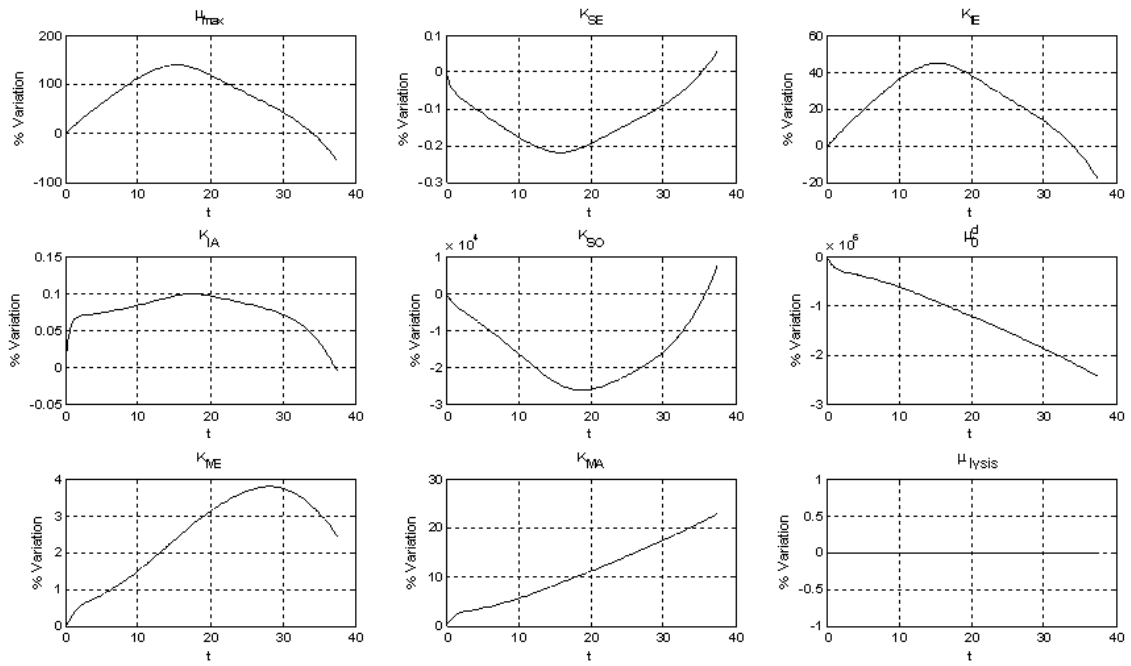 μmax
% Variation
200
100
0
-100
0 10 20 30 40
t
KSE
% Variation
0.1
0
-0.1
-0.2
-0.3
0 10 20 30 40
t
KIE
% Variation
60
40
20
0
-20
0 10 20 30 40
t
KIA
% Variation
0.15
0.1
0.05
0
-0.05
0 10 20 30 40
t
KSO
× 10^4
% Variation
1
0
-1
-2
-3
0 10 20 30 40
t
μ0^d
× 10^6
% Variation
0
-1
-2
-3
0 10 20 30 40
t
KME
% Variation
4
3
2
1
0
0 10 20 30 40
t
KMA
% Variation
30
20
10
0
0 10 20 30 40
t
μlysis
% Variation
1
0.5
0
-0.5
-1
0 10 20 30 40
t